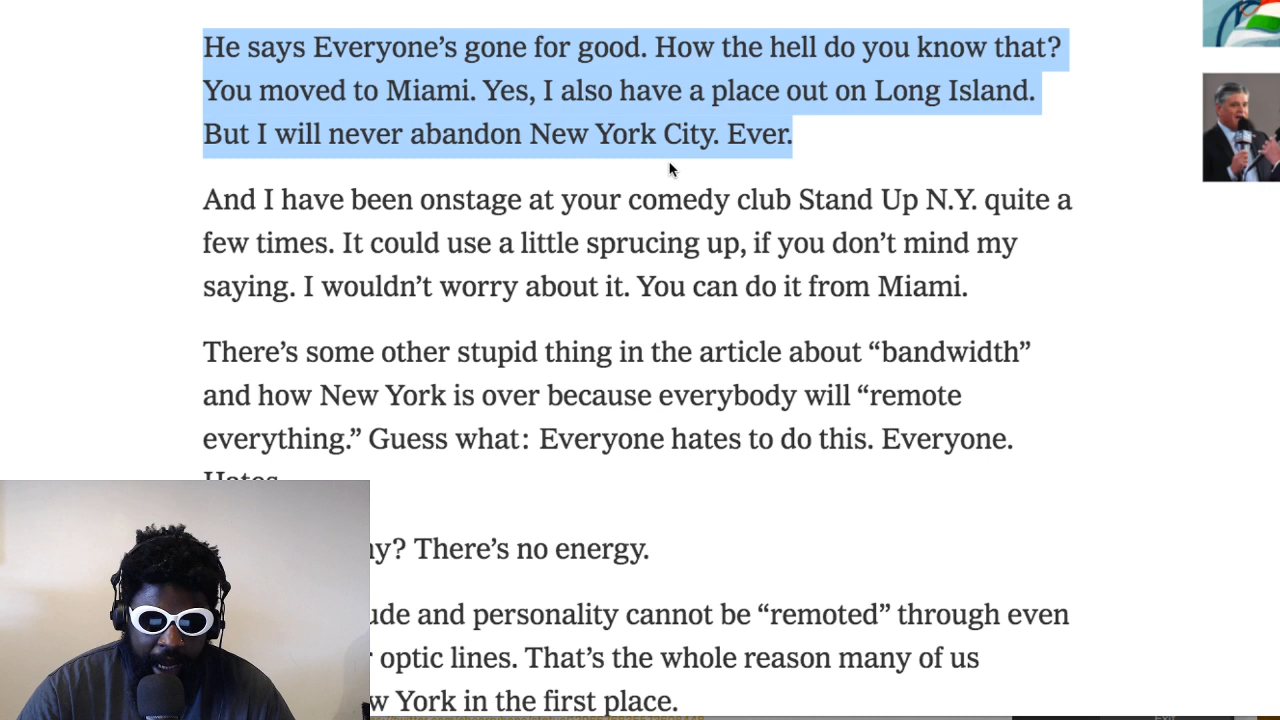 He says Everyone’s gone for good. How the hell do you know that?
You moved to Miami. Yes, I also have a place out on Long Island.
But I will never abandon New York City. Ever.
And I have been onstage at your comedy club Stand Up N.Y. quite a
few times. It could use a little sprucing up, if you don’t mind my
saying. I wouldn’t worry about it. You can do it from Miami.
There’s some other stupid thing in the article about “bandwidth”
and how New York is over because everybody will “remote
everything.” Guess what: Everyone hates to do this. Everyone.
Hates.
? There’s no energy.
and personality cannot be “remoted” through even
optic lines. That’s the whole reason many of us
York in the first place.